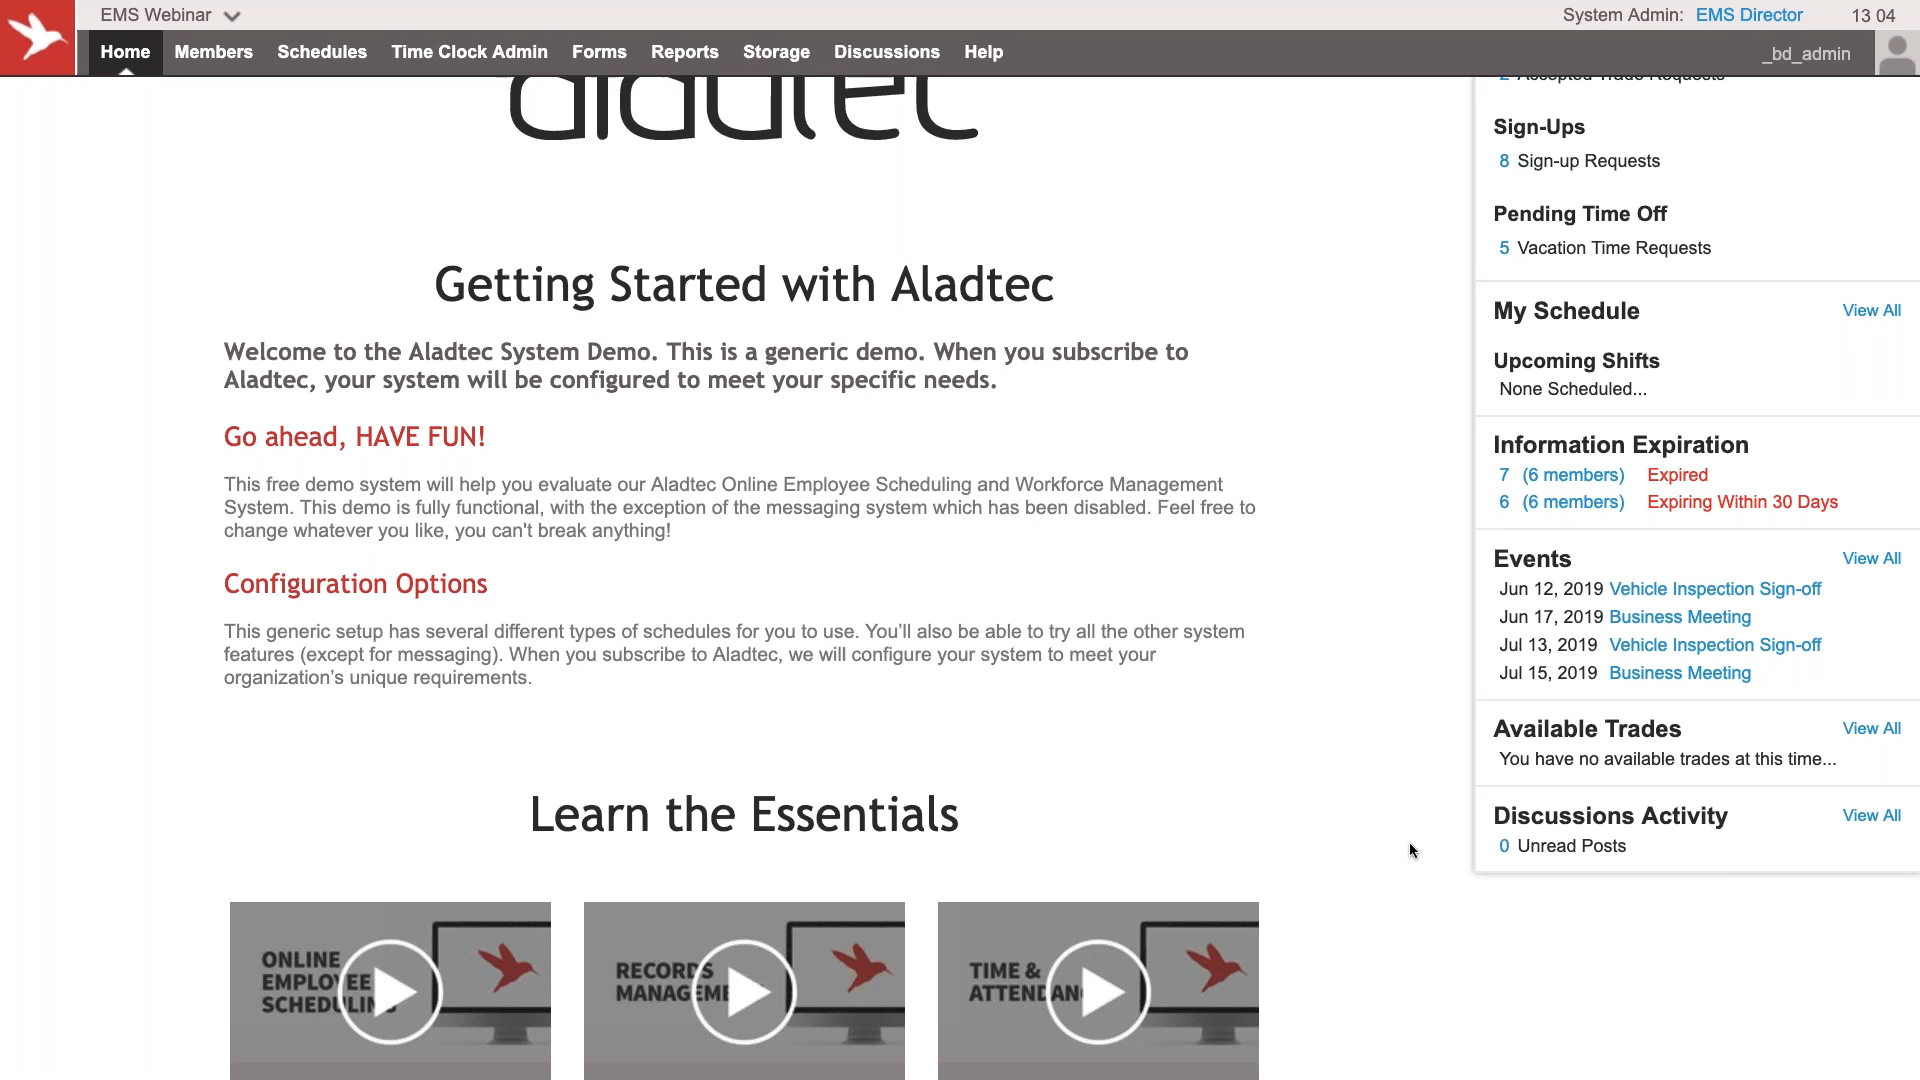 EMS Webinar
System Admin: EMS Director 13 04
Home Members Schedules Time Clock Admin Forms Reports Storage Discussions Help
_bd_admin
aladtec
2 Accepted Trade Requests
Sign-Ups
8 Sign-up Requests
Pending Time Off
5 Vacation Time Requests
My Schedule View All
Upcoming Shifts
None Scheduled...
Information Expiration
7 (6 members) Expired
6 (6 members) Expiring Within 30 Days
Events View All
Jun 12, 2019 Vehicle Inspection Sign-off
Jun 17, 2019 Business Meeting
Jul 13, 2019 Vehicle Inspection Sign-off
Jul 15, 2019 Business Meeting
Available Trades View All
You have no available trades at this time...
Discussions Activity View All
0 Unread Posts
Getting Started with Aladtec
Welcome to the Aladtec System Demo. This is a generic demo. When you subscribe to
Aladtec, your system will be configured to meet your specific needs.
Go ahead, HAVE FUN!
This free demo system will help you evaluate our Aladtec Online Employee Scheduling and Workforce Management
System. This demo is fully functional, with the exception of the messaging system which has been disabled. Feel free to
change whatever you like, you can't break anything!
Configuration Options
This generic setup has several different types of schedules for you to use. You’ll also be able to try all the other system
features (except for messaging). When you subscribe to Aladtec, we will configure your system to meet your
organization’s unique requirements.
Learn the Essentials
ONLINE
EMPLOYEE
SCHEDULING
RECORDS
MANAGEMENT
TIME &
ATTENDANCE